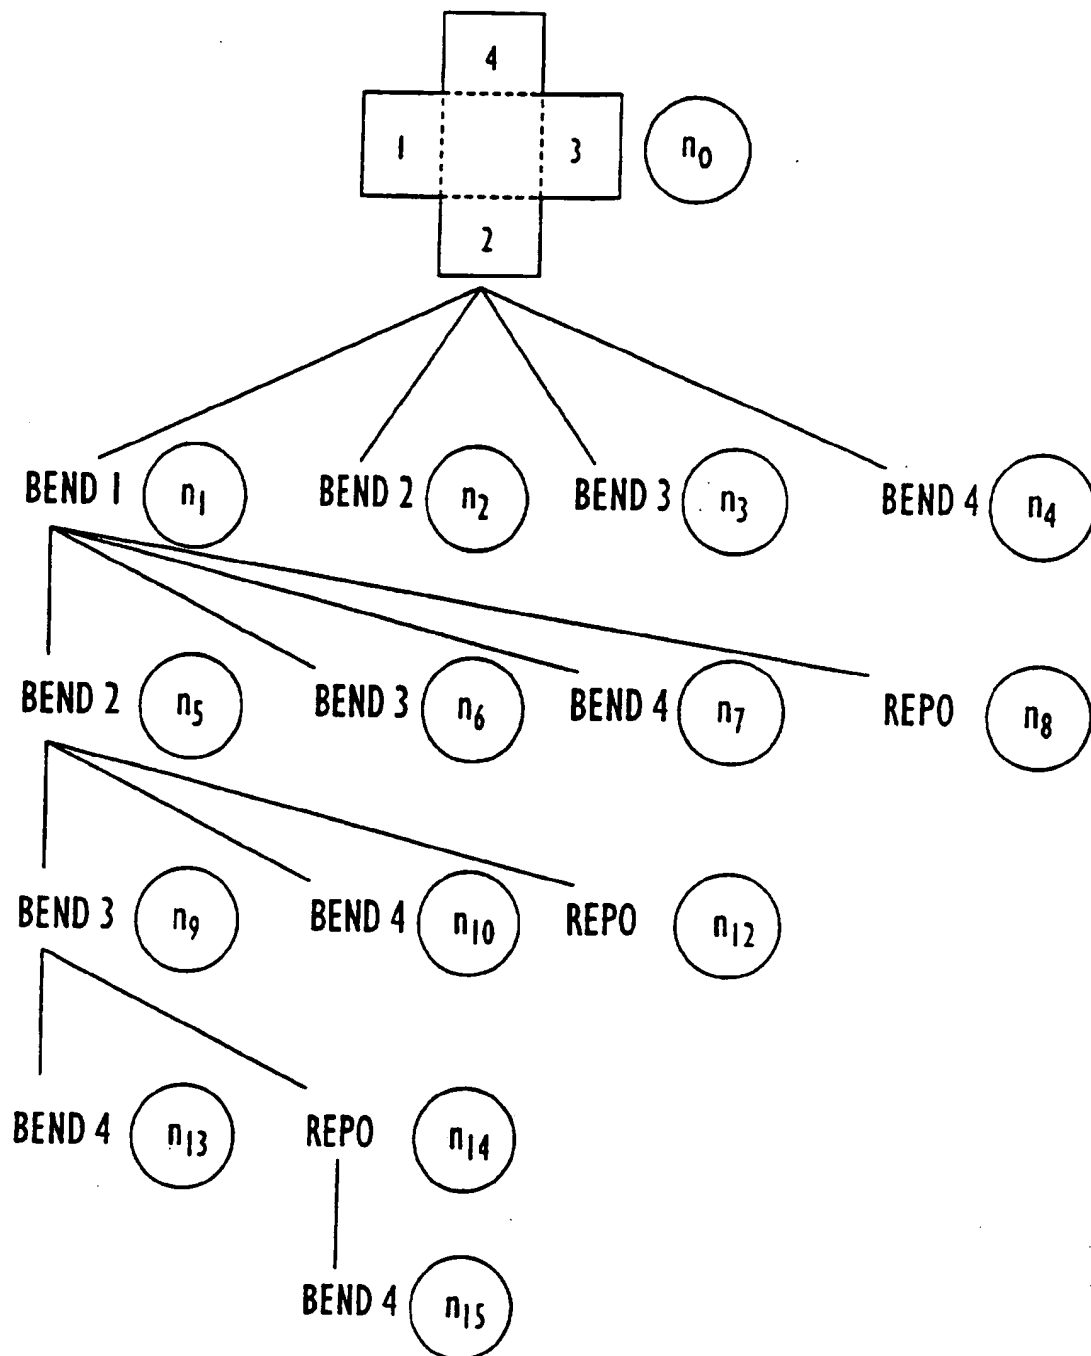 4
1 3 n0
2
BEND 1 n1 BEND 2 n2 BEND 3 n3 BEND 4 n4
BEND 2 n5 BEND 3 n6 BEND 4 n7 REPO n8
BEND 3 n9 BEND 4 n10 REPO n12
BEND 4 n13 REPO n14
BEND 4 n15